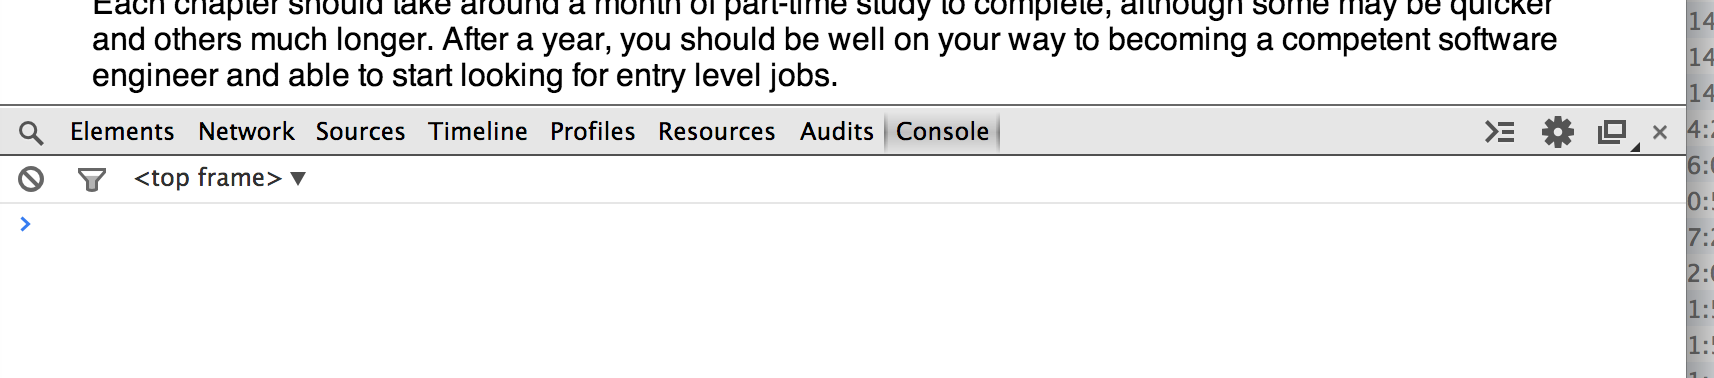 Each chapter should take around a month of part-time study to complete, although some may be quicker
and others much longer. After a year, you should be well on your way to becoming a competent software
engineer and able to start looking for entry level jobs.
Elements Network Sources Timeline Profiles Resources Audits Console
<top frame> ▼
>
14
14
14
4:
6:
0:
7:
2:
1:
1: